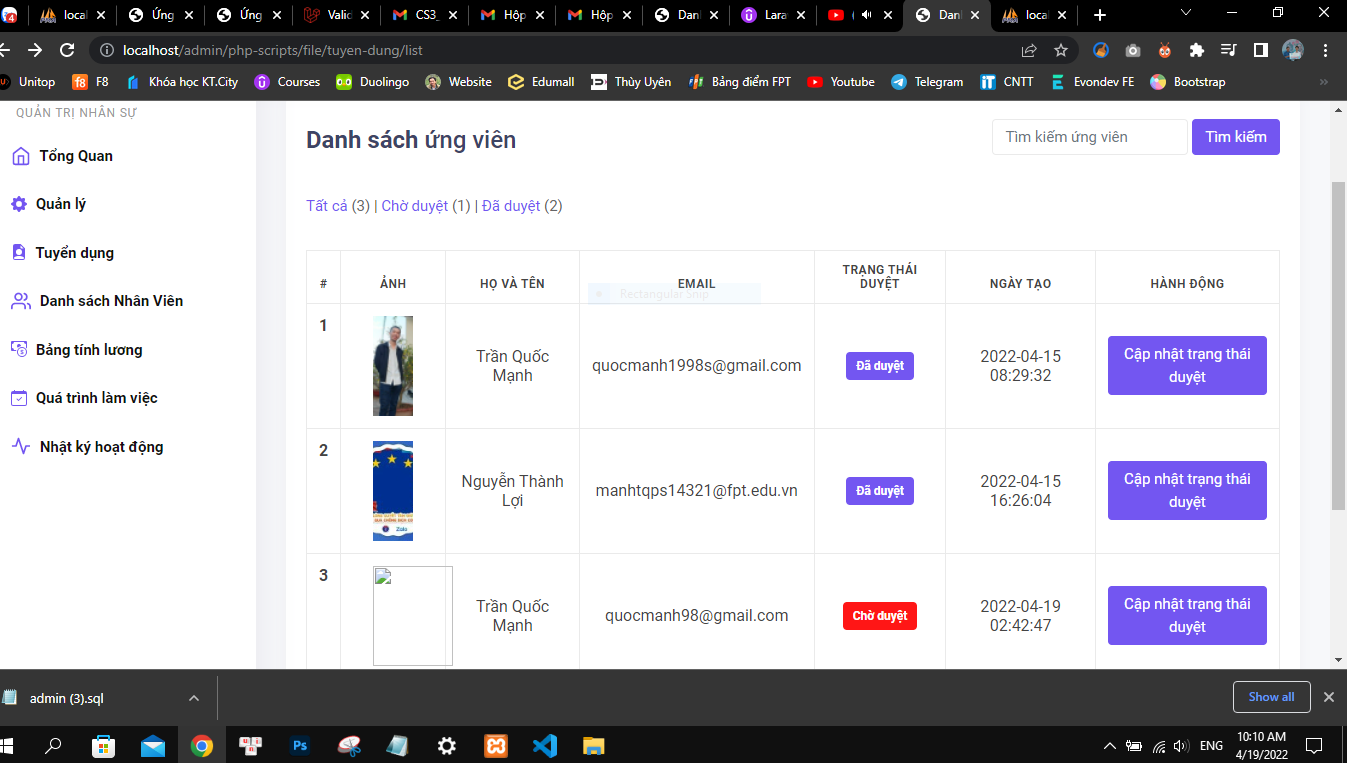 local
Ứng
Ứng
Valid
CS3_
Hộp
Hộp
Danl
Lara
(
Danl
local
localhost/admin/php-scripts/file/tuyen-dung/list
Unitop
F8
Khóa học KT.City
Courses
Duolingo
Website
Edumall
Thùy Uyên
Bảng điểm FPT
Youtube
Telegram
CNTT
Evondev FE
Bootstrap
»
QUẢN TRỊ NHÂN SỰ
Tổng Quan
Quản lý
Tuyển dụng
Danh sách Nhân Viên
Bảng tính lương
Quá trình làm việc
Nhật ký hoạt động
Danh sách ứng viên
Tìm kiếm ứng viên
Tìm kiếm
Tất cả (3) | Chờ duyệt (1) | Đã duyệt (2)
#
ẢNH
HỌ VÀ TÊN
EMAIL
Rectangular Snip
TRẠNG THÁI
DUYỆT
NGÀY TẠO
HÀNH ĐỘNG
1
Trần Quốc
Mạnh
quocmanh1998s@gmail.com
Đã duyệt
2022-04-15
08:29:32
Cập nhật trạng thái
duyệt
2
Nguyễn Thành
Lợi
manhtqps14321@fpt.edu.vn
Đã duyệt
2022-04-15
16:26:04
Cập nhật trạng thái
duyệt
3
Trần Quốc
Mạnh
quocmanh98@gmail.com
Chờ duyệt
2022-04-19
02:42:47
Cập nhật trạng thái
duyệt
admin (3).sql
Show all
Ps
ENG
10:10 AM
4/19/2022